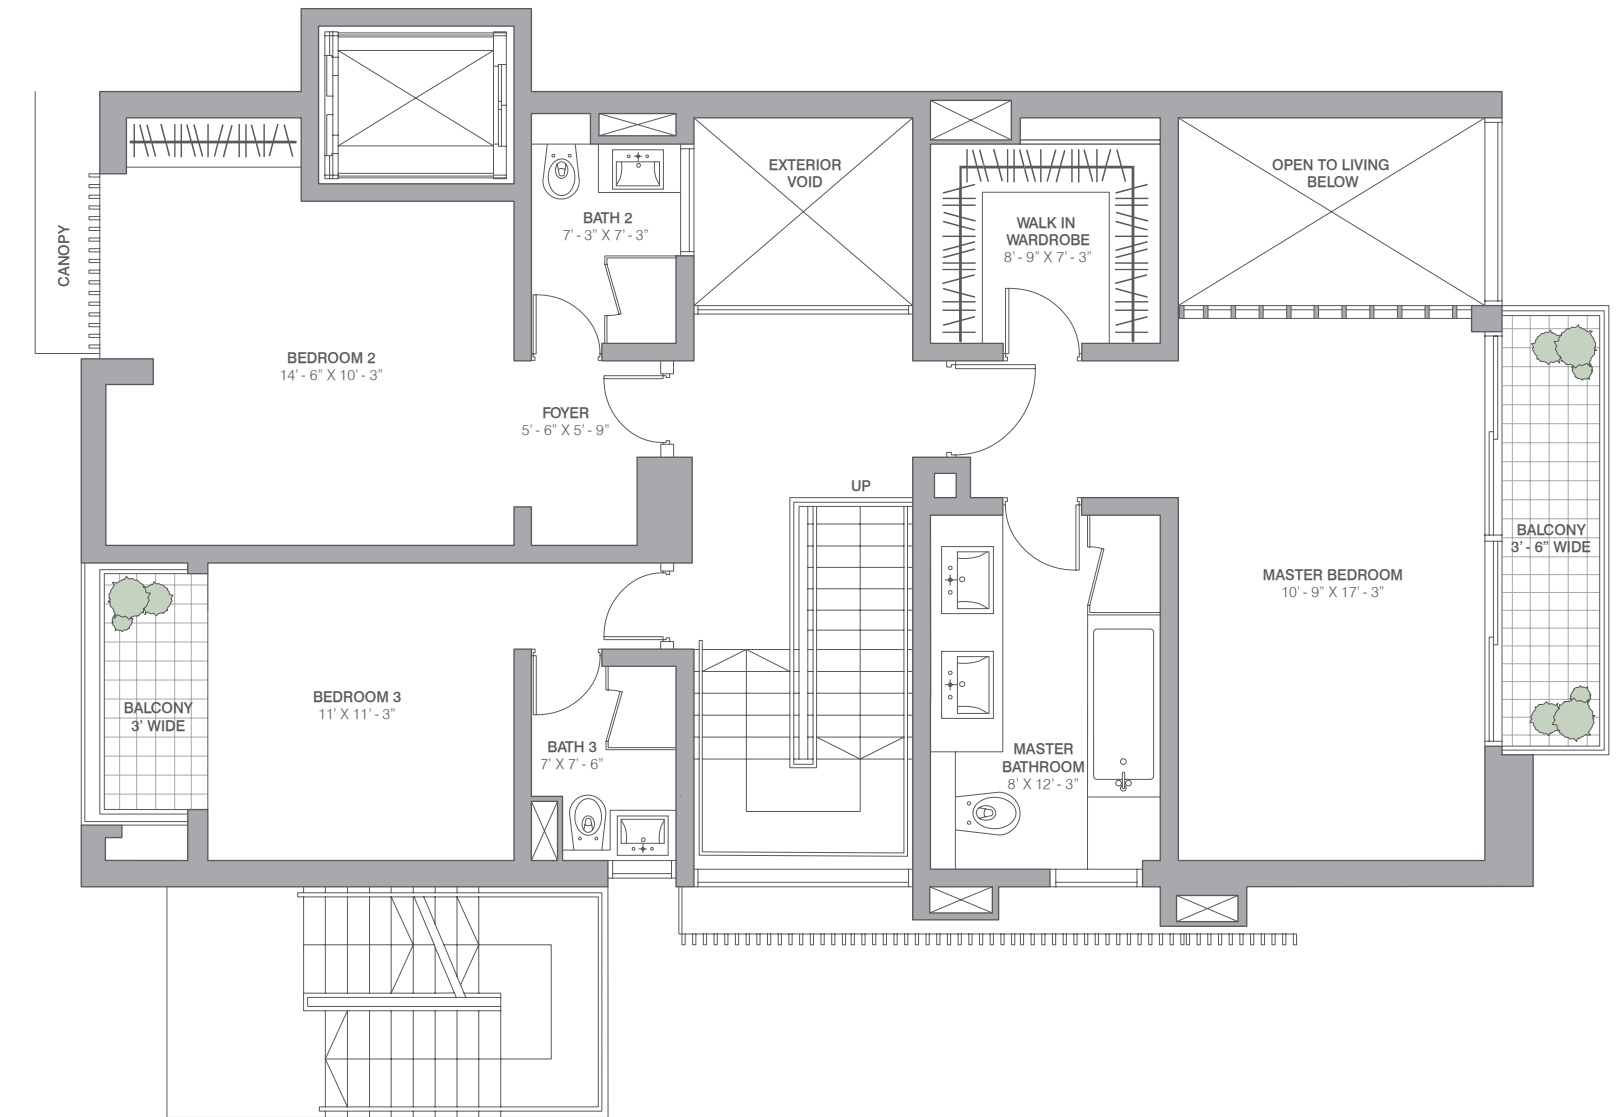 EXTERIOR
VOID
OPEN TO LIVING
BELOW
BATH 2
7' - 3" X 7' - 3"
WALK IN
WARDROBE
8' - 9" X 7' - 3"
CANOPY
BEDROOM 2
14' - 6" X 10' - 3"
FOYER
5' - 6" X 5' - 9"
UP
BALCONY
3' - 6" WIDE
MASTER BEDROOM
10' - 9" X 17' - 3"
BEDROOM 3
11' X 11' - 3"
BALCONY
3' WIDE
BATH 3
7' X 7' - 6"
MASTER
BATHROOM
8' X 12' - 3"